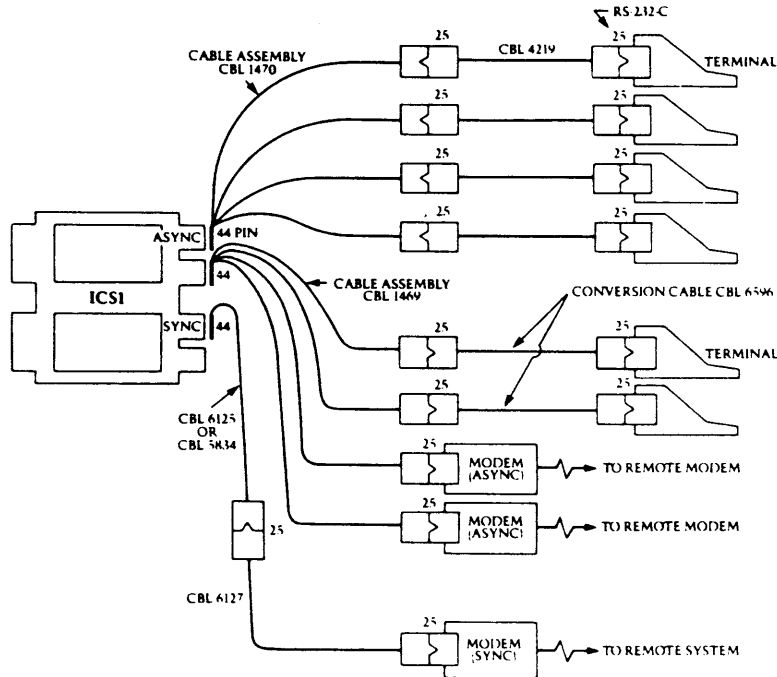 RS-232-C
25
25
CABLE ASSEMBLY
CBL 1470
CBL 4219
TERMINAL
25
25
25
25
25
25
ASYNC
44 PIN
ICS1
44
CABLE ASSEMBLY
CBL 1469
CONVERSION CABLE CBL 6596
SYNC
44
25
25
TERMINAL
25
25
CBL 6125
OR
CBL 5834
25
MODEM
(ASYNC)
TO REMOTE MODEM
25
MODEM
(ASYNC)
TO REMOTE MODEM
25
CBL 6127
25
MODEM
(SYNC)
TO REMOTE SYSTEM